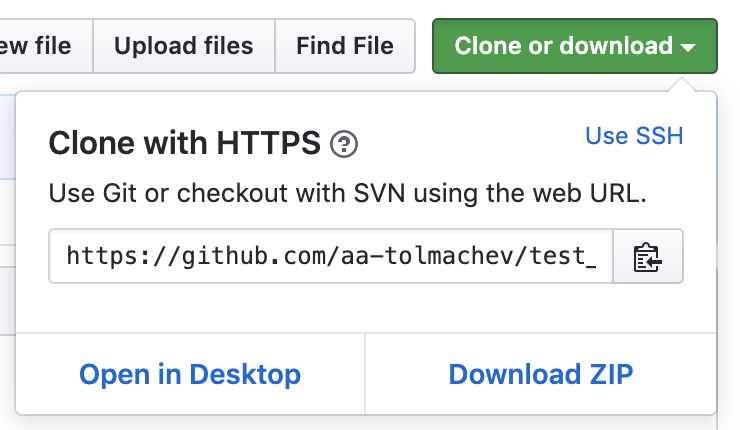 ew file
Upload files
Find File
Clone or download
Clone with HTTPS
Use SSH
Use Git or checkout with SVN using the web URL.
https://github.com/aa-tolmachev/test_
Open in Desktop
Download ZIP